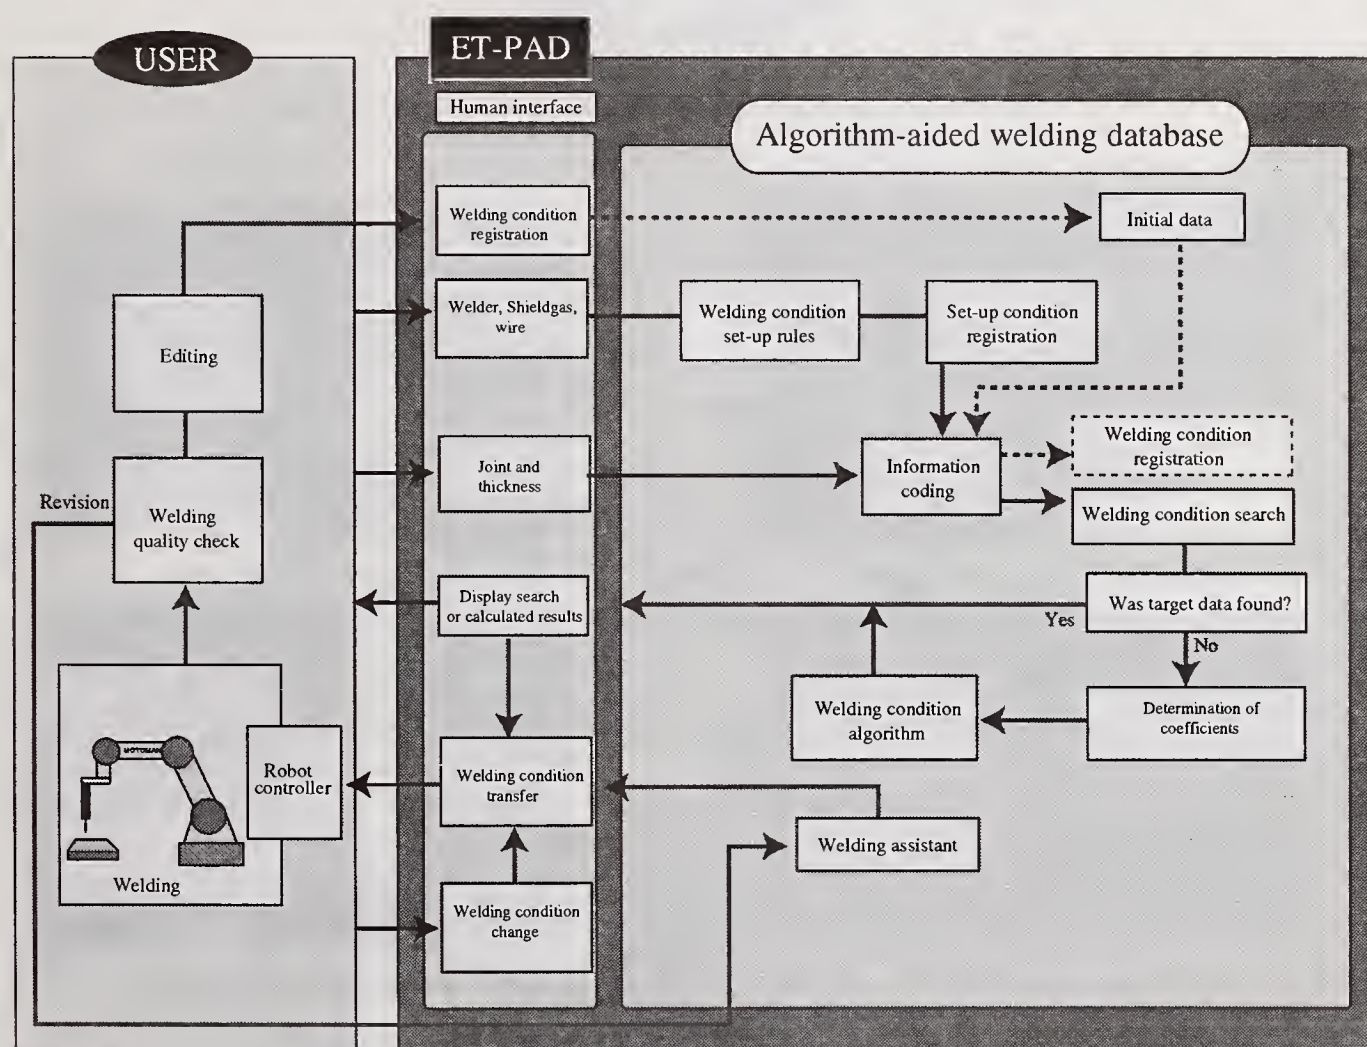 USER
ET-PAD
Human interface
Algorithm-aided welding database
Welding condition
registration
Initial data
Welder, Shieldgas,
wire
Welding condition
set-up rules
Set-up condition
registration
Editing
Joint and
thickness
Information
coding
Welding condition
registration
Welding condition search
Revision
Welding
quality check
Display search
or calculated results
Was target data found?
Yes
No
Welding condition
algorithm
Determination of
coefficients
MOTOMAN
Robot
controller
Welding condition
transfer
Welding assistant
Welding
Welding condition
change